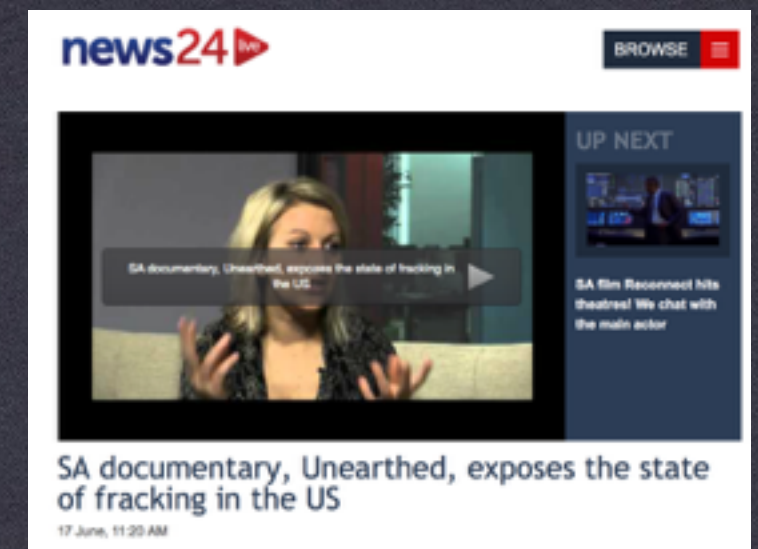 news24 live
BROWSE
UP NEXT
SA documentary, Unearthed, exposes the state of fracking in
the US
SA film Reconnect hits
theatres! We chat with
the main actor
SA documentary, Unearthed, exposes the state
of fracking in the US
17 June, 11:20 AM